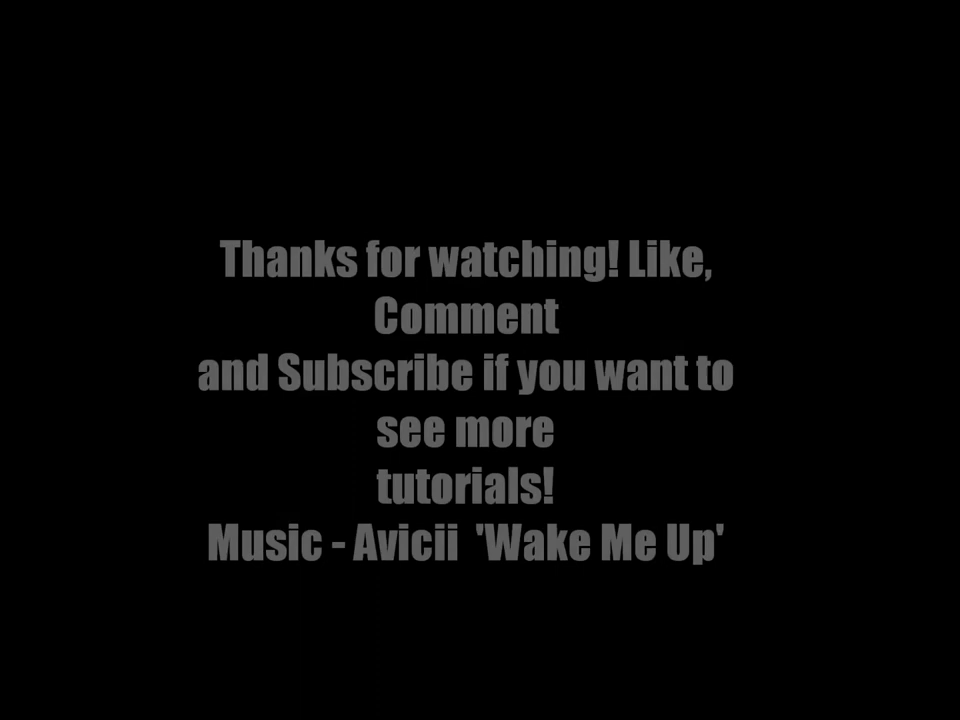 Thanks for watching! Like,
Comment
and Subscribe if you want to
see more
tutorials!
Music - Avicii  'Wake Me Up'